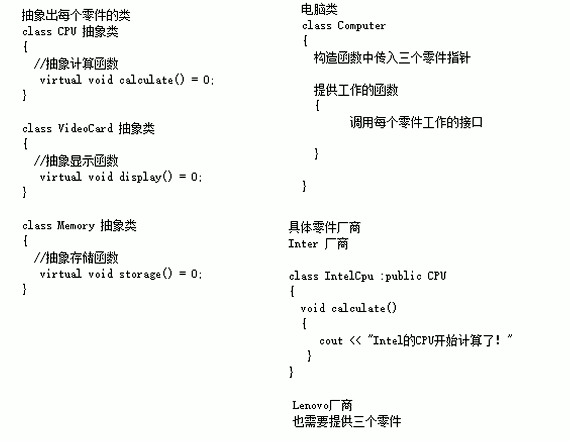 抽象出每个零件的类
class CPU 抽象类
{
//抽象计算函数
virtual void calculate() = 0;
}
class VideoCard 抽象类
{
//抽象显示函数
virtual void display() = 0;
}
class Memory 抽象类
{
//抽象存储函数
virtual void storage() = 0;
}
电脑类
class Computer
{
构造函数中传入三个零件指针
提供工作的函数
{
调用每个零件工作的接口
}
}
具体零件厂商
Inter 厂商
class IntelCpu :public CPU
{
void calculate()
{
cout << "Intel的CPU开始计算了! "
}
}
Lenovo厂商
也需要提供三个零件